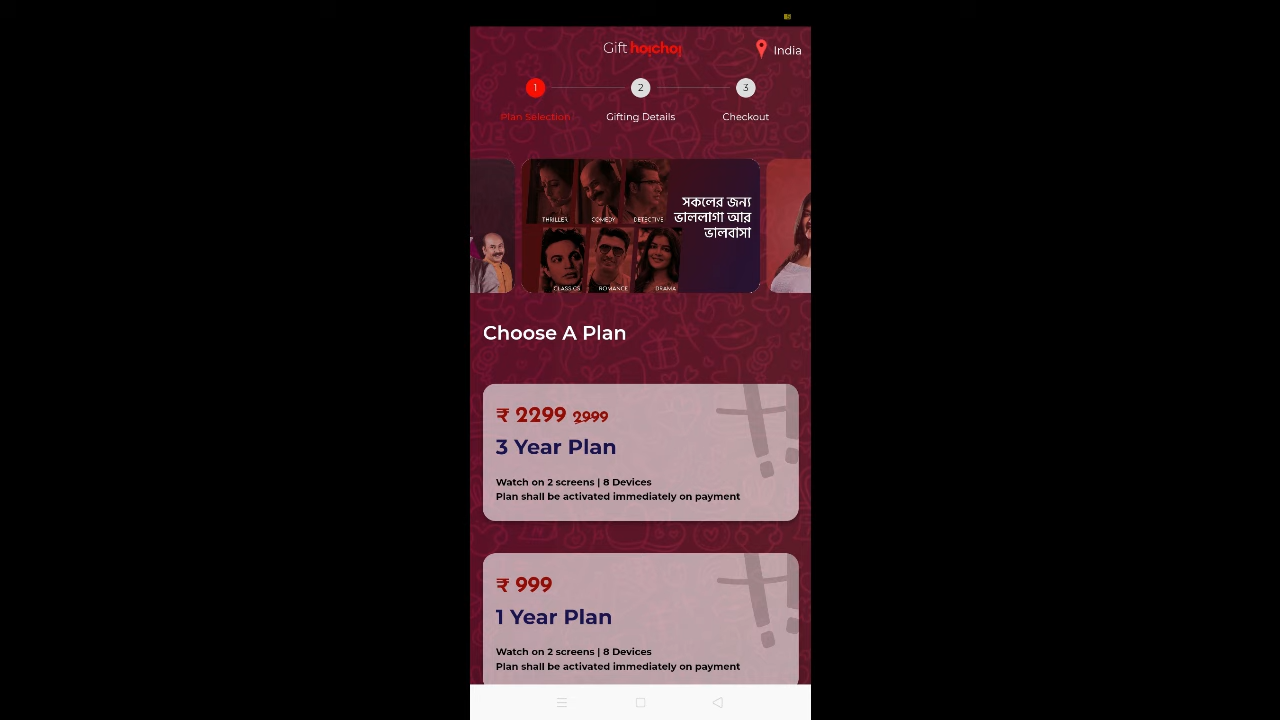 Gift hoichoi
India
1
2
3
Plan Selection
Gifting Details
Checkout
THRILLER
COMEDY
DETECTIVE
CLASSICS
ROMANCE
DRAMA
সকলের জন্য
ভাললাগা আর
ভালবাসা
Choose A Plan
₹ 2299 2999
3 Year Plan
Watch on 2 screens | 8 Devices
Plan shall be activated immediately on payment
₹ 999
1 Year Plan
Watch on 2 screens | 8 Devices
Plan shall be activated immediately on payment